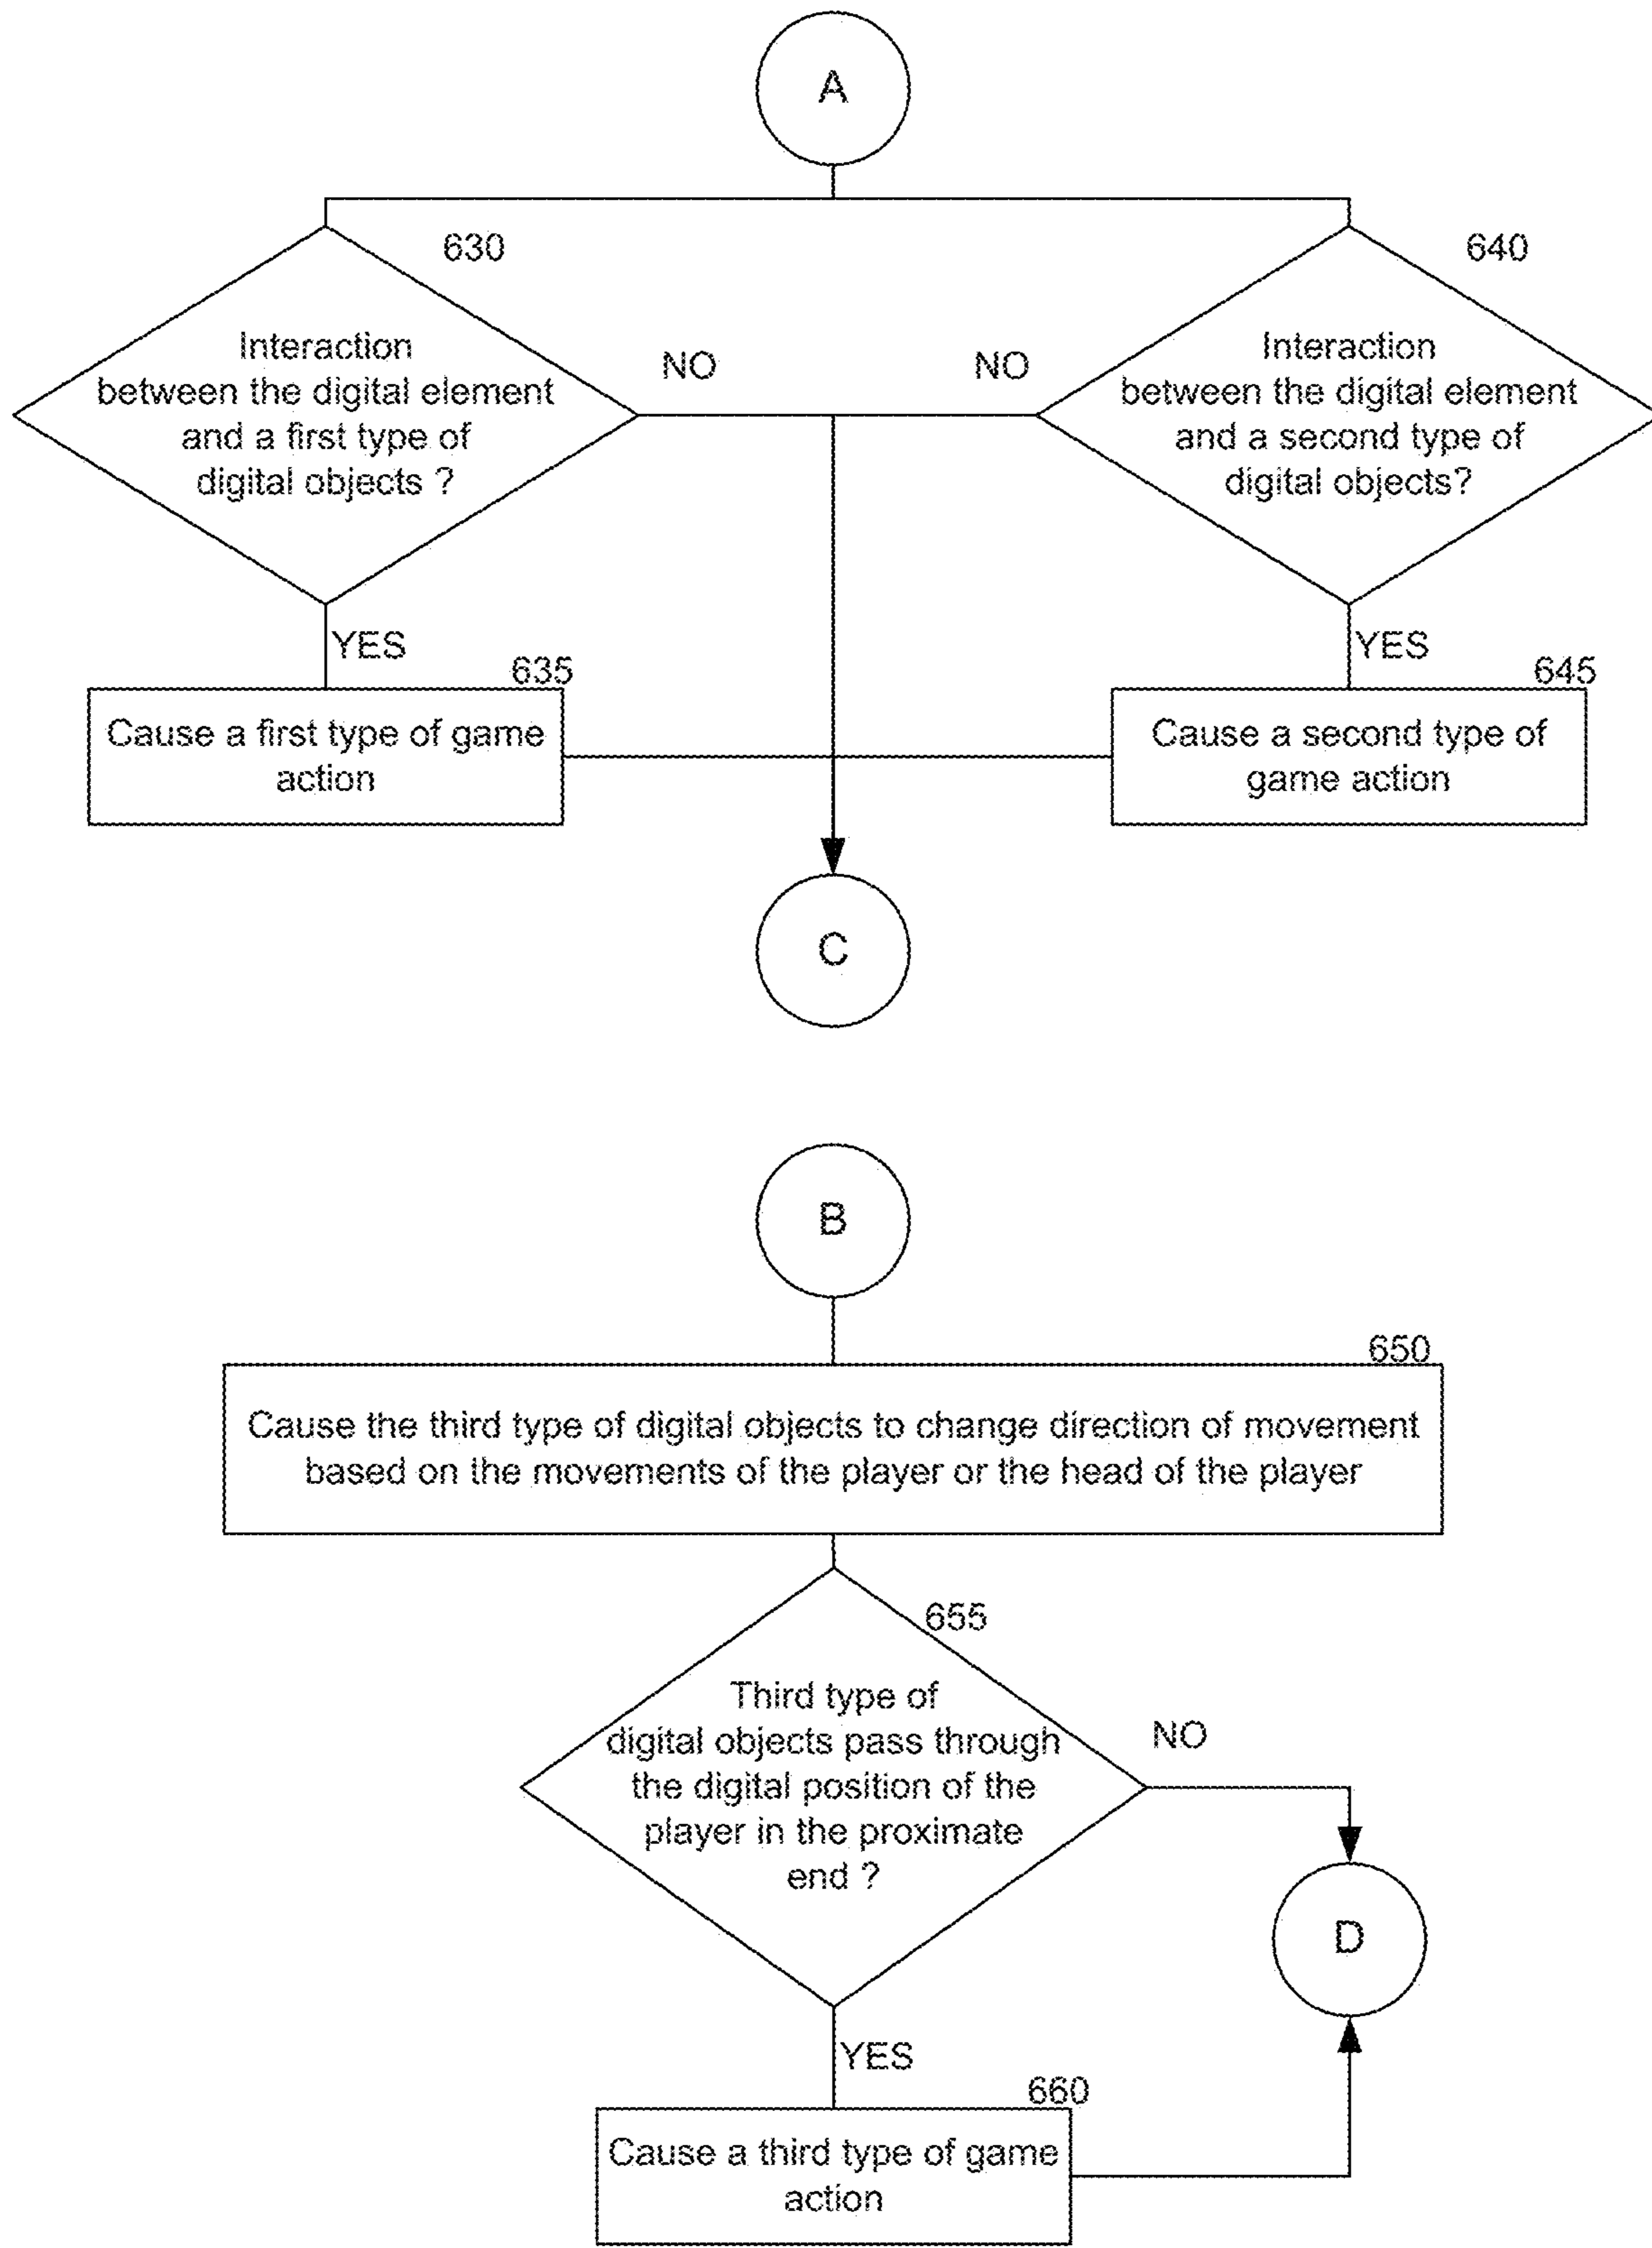 A
630
640
Interaction
between the digital element
and a first type of
digital objects ?
NO
NO
Interaction
between the digital element
and a second type of
digital objects?
YES
YES
635
645
Cause a first type of game
action
Cause a second type of
game action
C
B
650
Cause the third type of digital objects to change direction of movement
based on the movements of the player or the head of the player
655
Third type of
digital objects pass through
the digital position of the
player in the proximate
end ?
NO
D
YES
660
Cause a third type of game
action